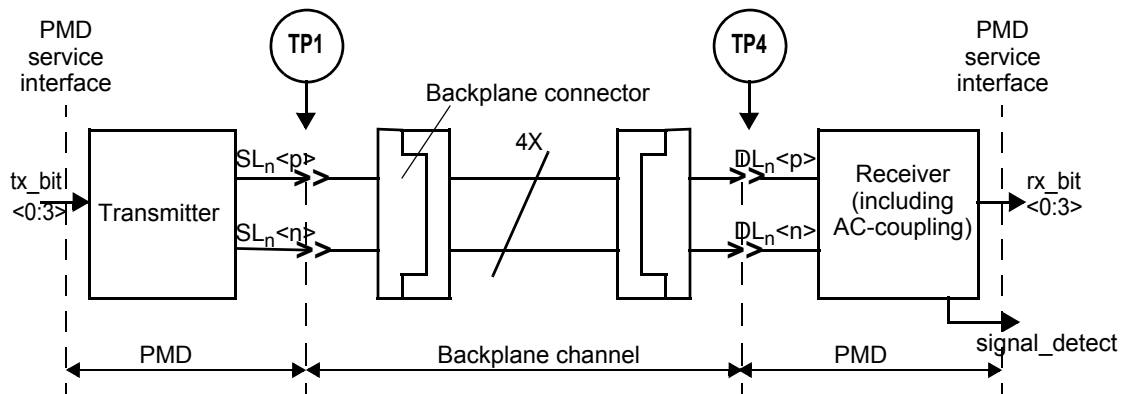 PMD
service
interface
TP1
TP4
PMD
service
interface
Backplane connector
4X
SLn<p>
DLn<p>
tx_bit
<0:3>
Transmitter
Receiver
(including
AC-coupling)
rx_bit
<0:3>
SLn<n>
DLn<n>
signal_detect
PMD
Backplane channel
PMD